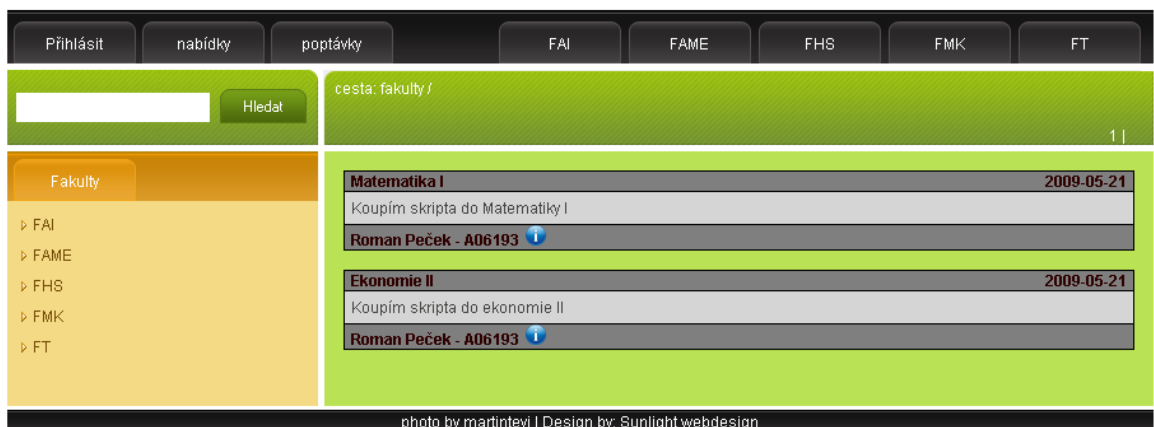 Přihlásit nabídky poptávky FAI FAME FHS FMK FT
Hledat
cesta: fakulty /
1 |
Fakulty
FAI
FAME
FHS
FMK
FT
Matematika I 2009-05-21
Koupím skripta do Matematiky I
Roman Peček - A06193
Ekonomie II 2009-05-21
Koupím skripta do ekonomie II
Roman Peček - A06193
photo by martintevi | Design by: Sunlight webdesign